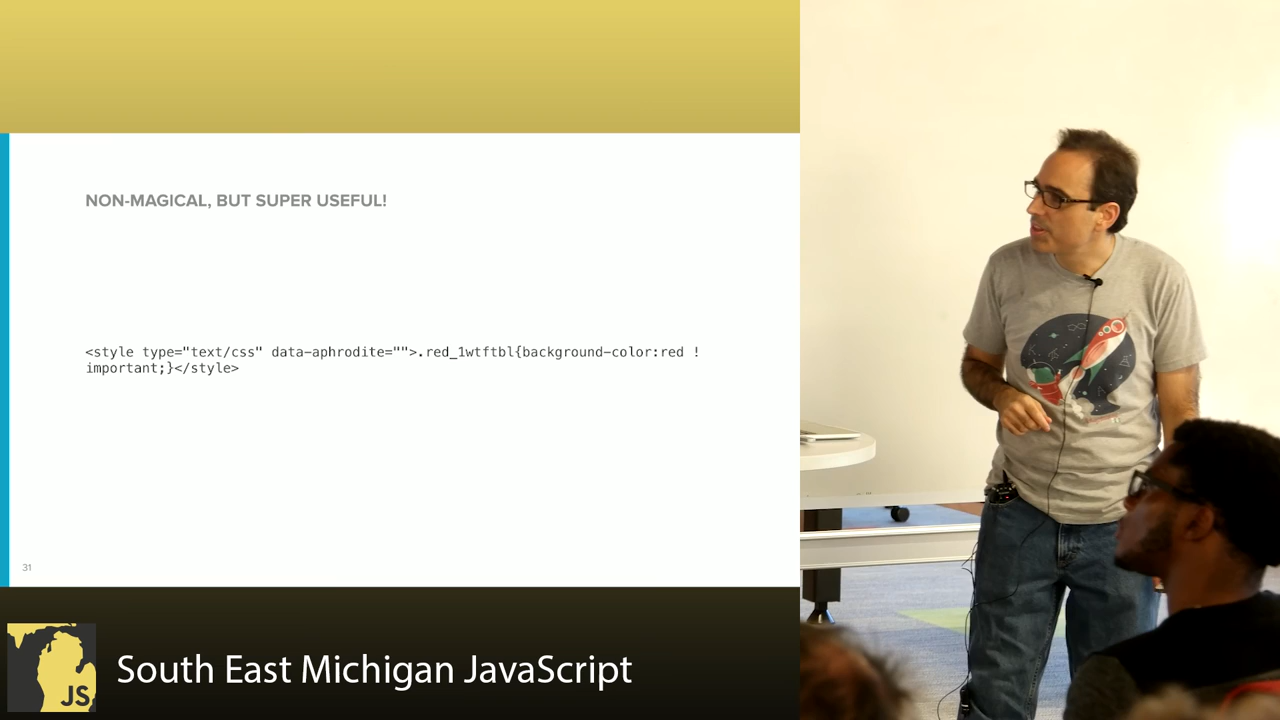 NON-MAGICAL, BUT SUPER USEFUL!
<style type="text/css" data-aphrodite="">.red_1wtftbl{background-color:red !
important;}</style>
31
JS
South East Michigan JavaScript